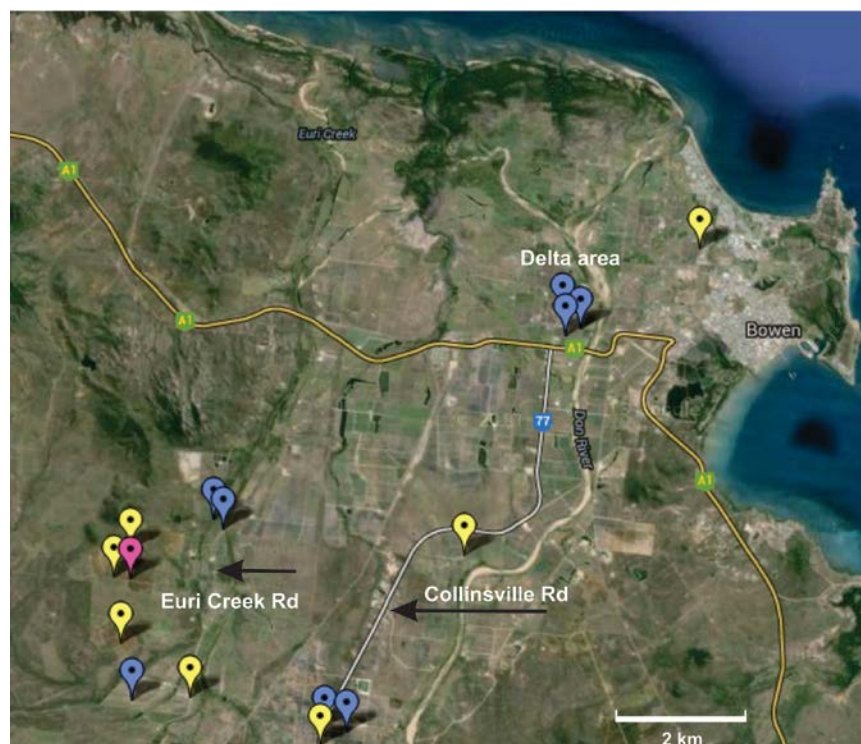 Euri Creek
A1
Delta area
A1
Bowen
A1
77
Don River
A1
Euri Creek Rd
Collinsville Rd
2 km